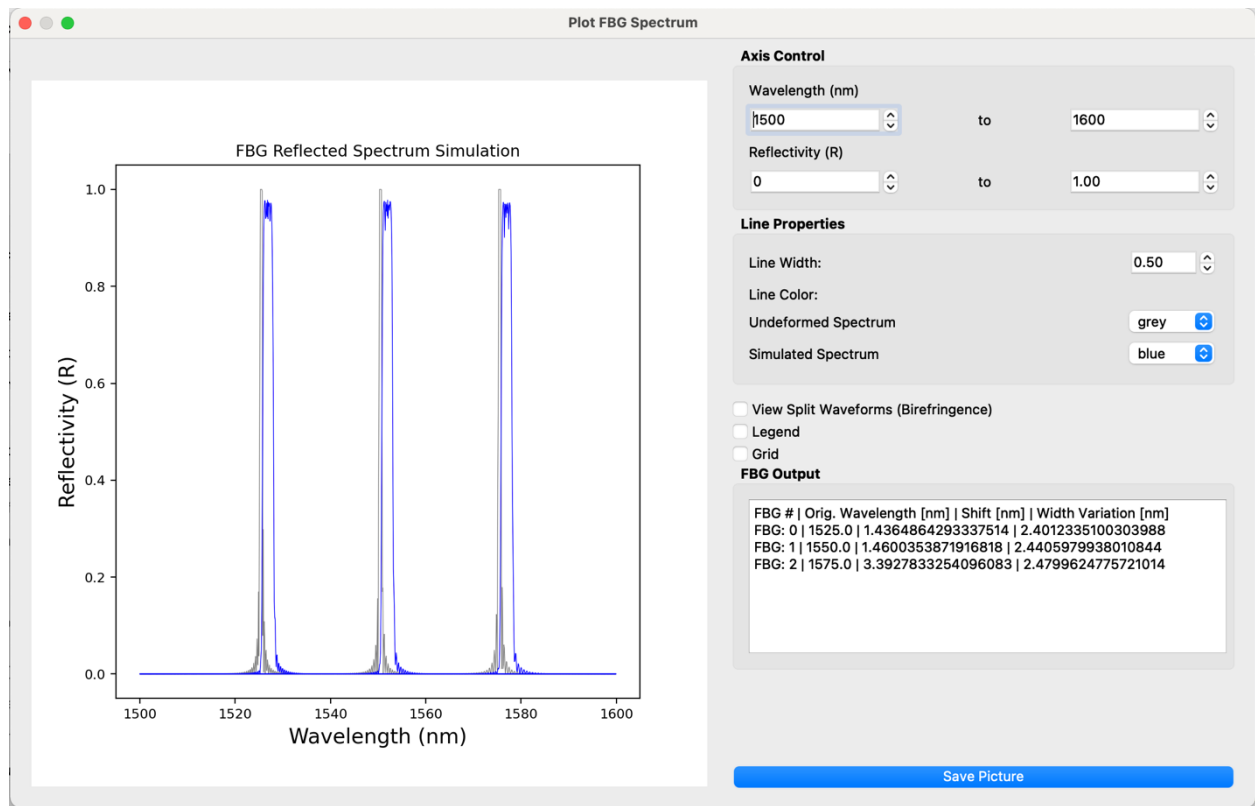 Plot FBG Spectrum
FBG Reflected Spectrum Simulation
Reflectivity (R)
1.0
0.8
0.6
0.4
0.2
0.0
1500 1520 1540 1560 1580 1600
Wavelength (nm)
Axis Control
Wavelength (nm)
1500 to 1600
Reflectivity (R)
0 to 1.00
Line Properties
Line Width: 0.50
Line Color:
Undeformed Spectrum grey
Simulated Spectrum blue
View Split Waveforms (Birefringence)
Legend
Grid
FBG Output
FBG # | Orig. Wavelength [nm] | Shift [nm] | Width Variation [nm]
FBG: 0 | 1525.0 | 1.4364864293337514 | 2.4012335100303988
FBG: 1 | 1550.0 | 1.4600353871916818 | 2.4405979938010844
FBG: 2 | 1575.0 | 3.3927833254096083 | 2.4799624775721014
Save Picture